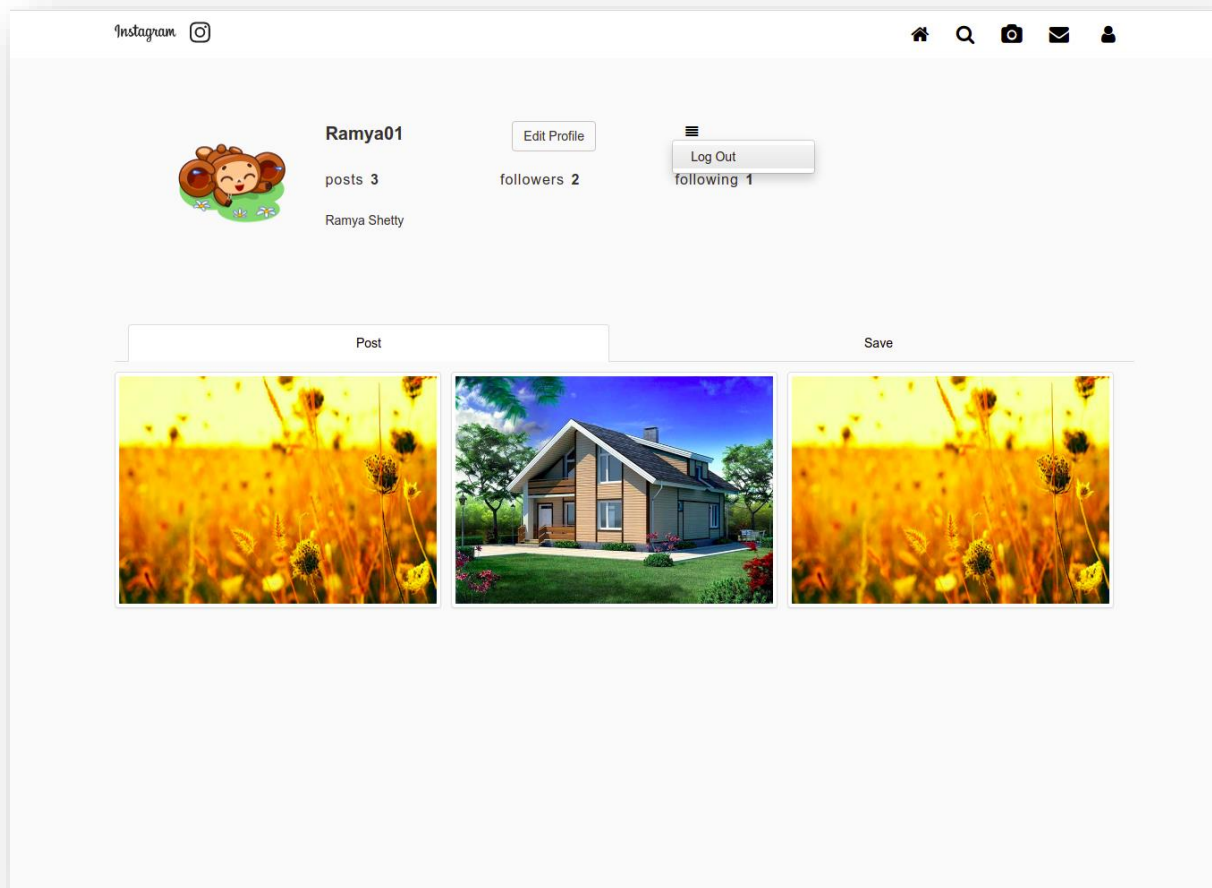 Instagram
Ramya01
Edit Profile
Log Out
posts 3
followers 2
following 1
Ramya Shetty
Post
Save